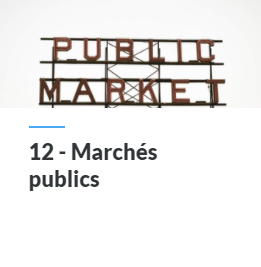 PUBLIC
MARKET
12 - Marchés
publics